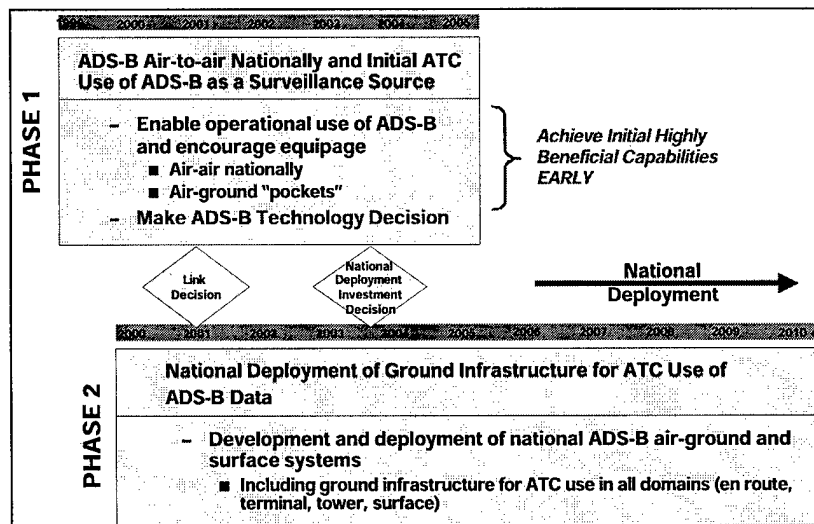 1999 2000 2001 2002 2003 2004 2005
PHASE 1
ADS-B Air-to-air Nationally and Initial ATC
Use of ADS-B as a Surveillance Source
– Enable operational use of ADS-B
and encourage equipage
■ Air-air nationally
■ Air-ground "pockets"
– Make ADS-B Technology Decision
Achieve Initial Highly
Beneficial Capabilities
EARLY
Link
Decision
National
Deployment
Investment
Decision
National
Deployment
2000 2001 2002 2003 2004 2005 2006 2007 2008 2009 2010
PHASE 2
National Deployment of Ground Infrastructure for ATC Use of
ADS-B Data
– Development and deployment of national ADS-B air-ground and
surface systems
■ Including ground infrastructure for ATC use in all domains (en route,
terminal, tower, surface)